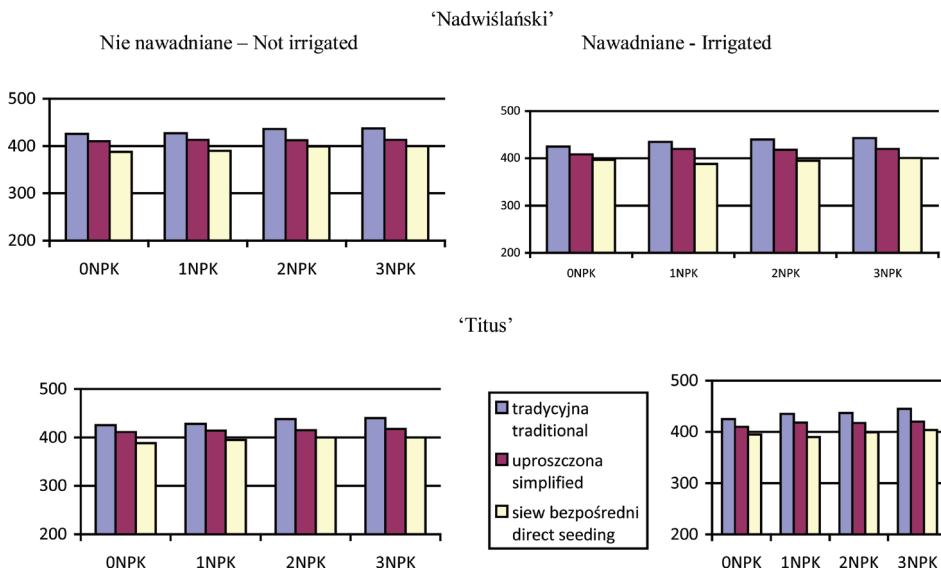 ‘Nadwiślański’
Nie nawadniane – Not irrigated
Nawadniane - Irrigated
500
400
300
200
0NPK 1NPK 2NPK 3NPK
500
400
300
200
0NPK 1NPK 2NPK 3NPK
‘Titus’
500
400
300
200
0NPK 1NPK 2NPK 3NPK
tradycyjna
traditional
uproszczona
simplified
siew bezpośredni
direct seeding
500
400
300
200
0NPK 1NPK 2NPK 3NPK